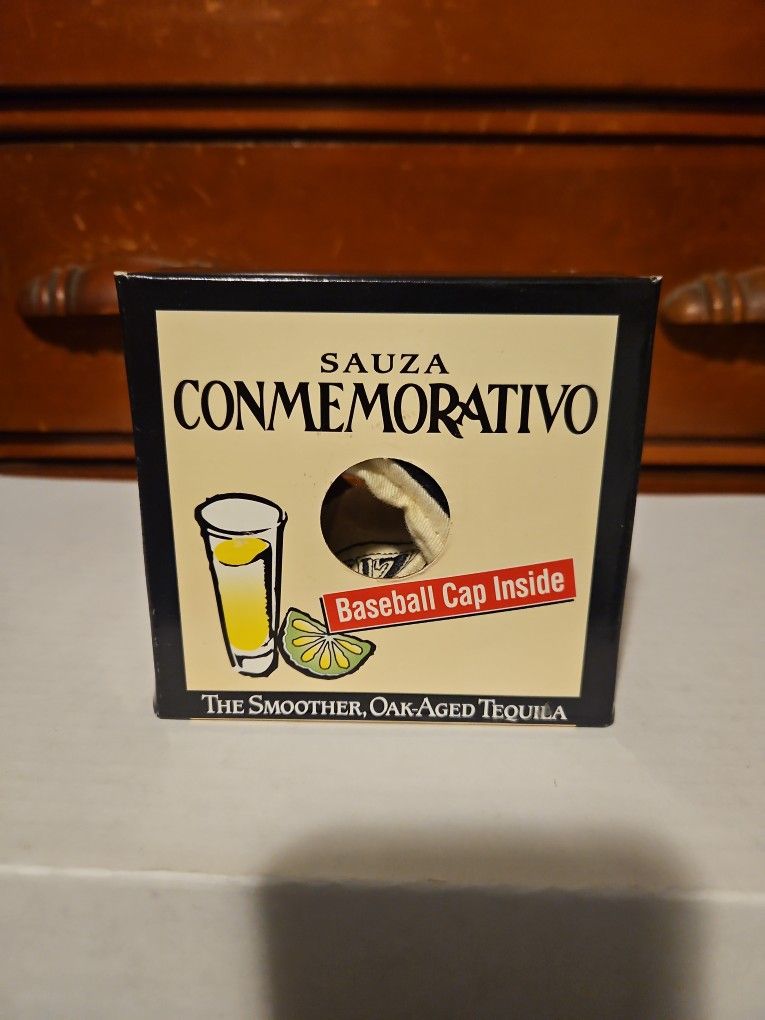 SAUZA
CONMEMORATIVO
Baseball Cap Inside
THE SMOOTHER, OAK-AGED TEQUILA